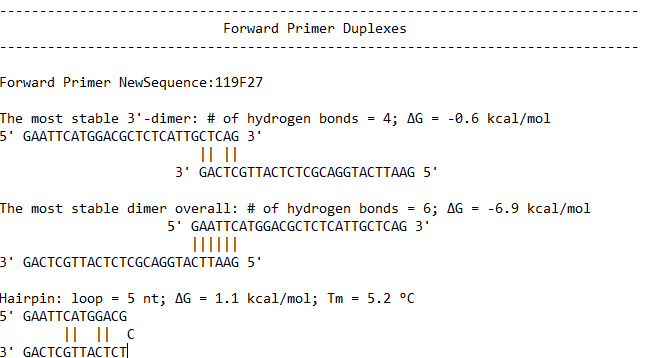 --------------------------------------------------------------------------------
Forward Primer Duplexes
--------------------------------------------------------------------------------
Forward Primer NewSequence:119F27
The most stable 3'-dimer: # of hydrogen bonds = 4; ΔG = -0.6 kcal/mol
5' GAATTCATGGACGCTCTCATTGCTCAG 3'
|| ||
3' GACTCGTTACTCTCGCAGGTACTTAAG 5'
The most stable dimer overall: # of hydrogen bonds = 6; ΔG = -6.9 kcal/mol
5' GAATTCATGGACGCTCTCATTGCTCAG 3'
||||||
3' GACTCGTTACTCTCGCAGGTACTTAAG 5'
Hairpin: loop = 5 nt; ΔG = 1.1 kcal/mol; Tm = 5.2 °C
5' GAATTCATGGACG
|| || C
3' GACTCGTTACTCT